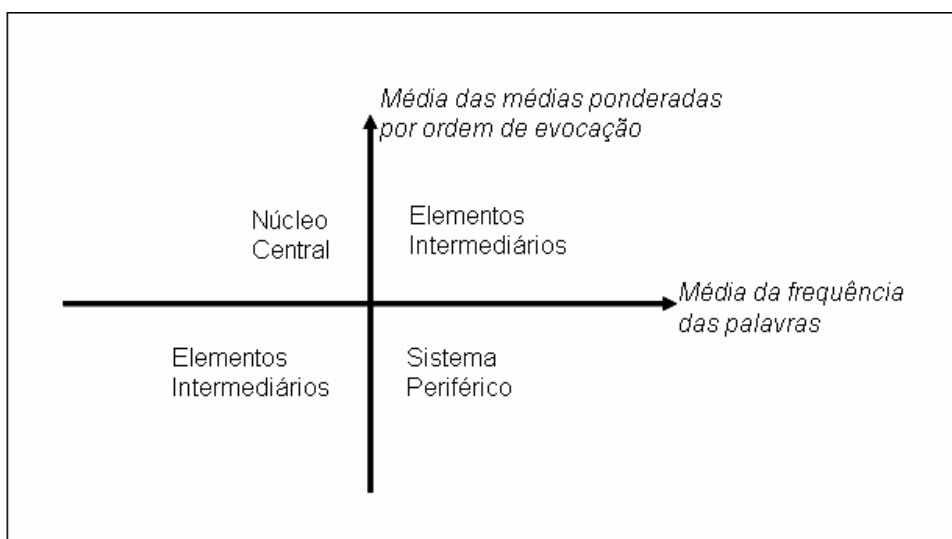 Média das médias ponderadas
por ordem de evocação
Núcleo
Central
Elementos
Intermediários
Média da frequência
das palavras
Elementos
Intermediários
Sistema
Periférico